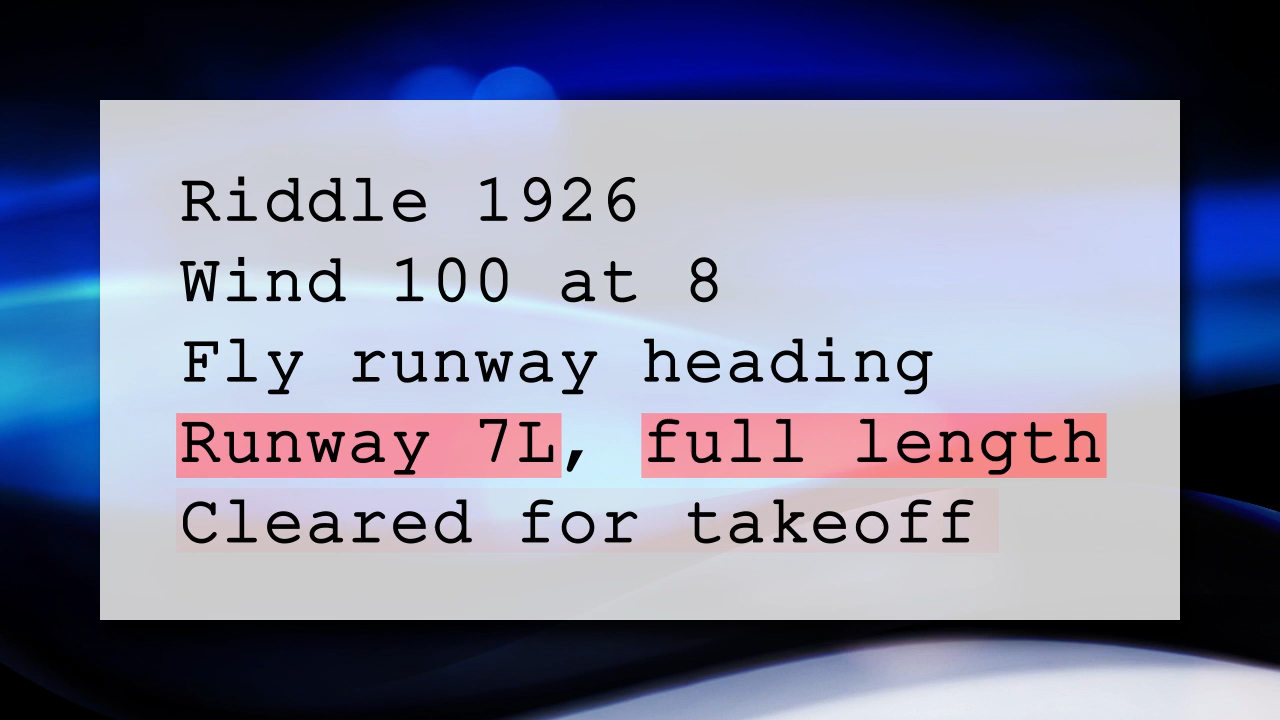 Riddle 1926
Wind 100 at 8
Fly runway heading
Runway 7L, full length
Cleared for takeoff